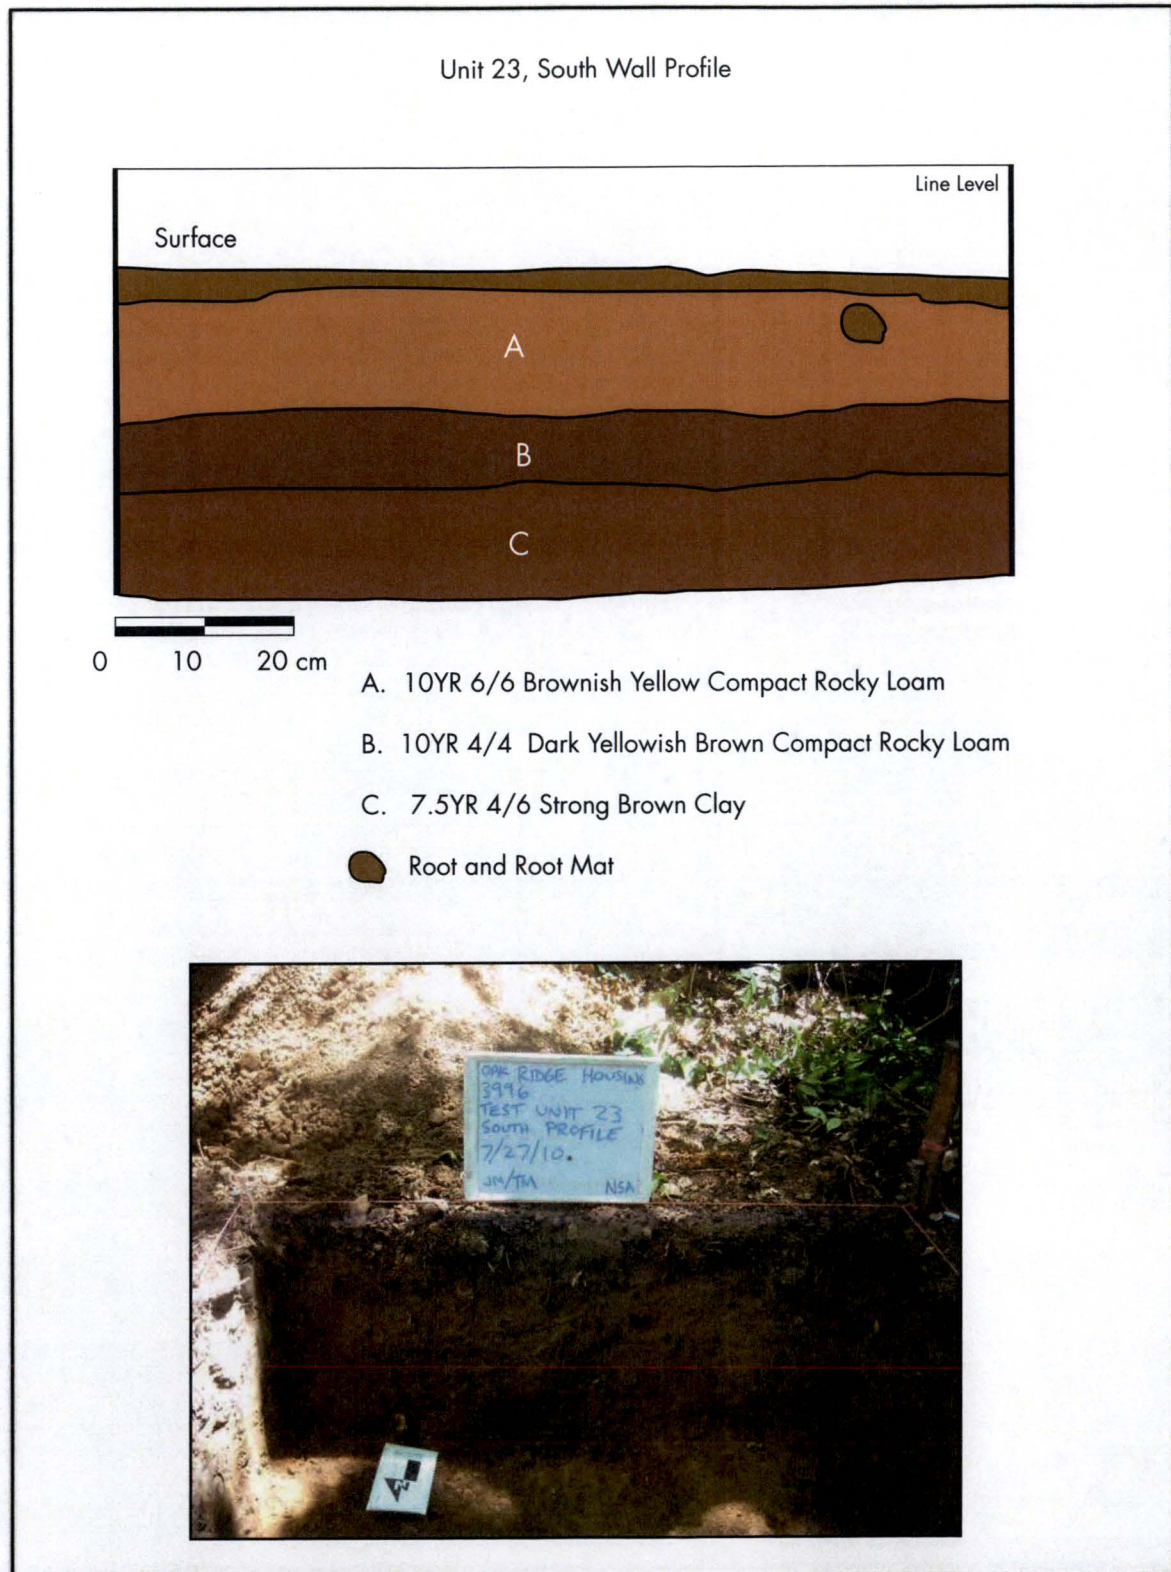 Unit 23, South Wall Profile
Line Level
Surface
A
B
C
0 10 20 cm
A. 10YR 6/6 Brownish Yellow Compact Rocky Loam
B. 10YR 4/4 Dark Yellowish Brown Compact Rocky Loam
C. 7.5YR 4/6 Strong Brown Clay
Root and Root Mat
OAK RIDGE HOUSING
3996
TEST UNIT 23
SOUTH PROFILE
7/27/10.
JM/TM NSA